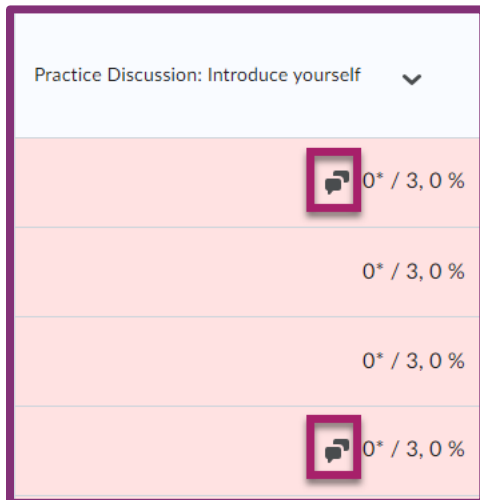 Practice Discussion: Introduce yourself
0* / 3, 0 %
0* / 3, 0 %
0* / 3, 0 %
0* / 3, 0 %